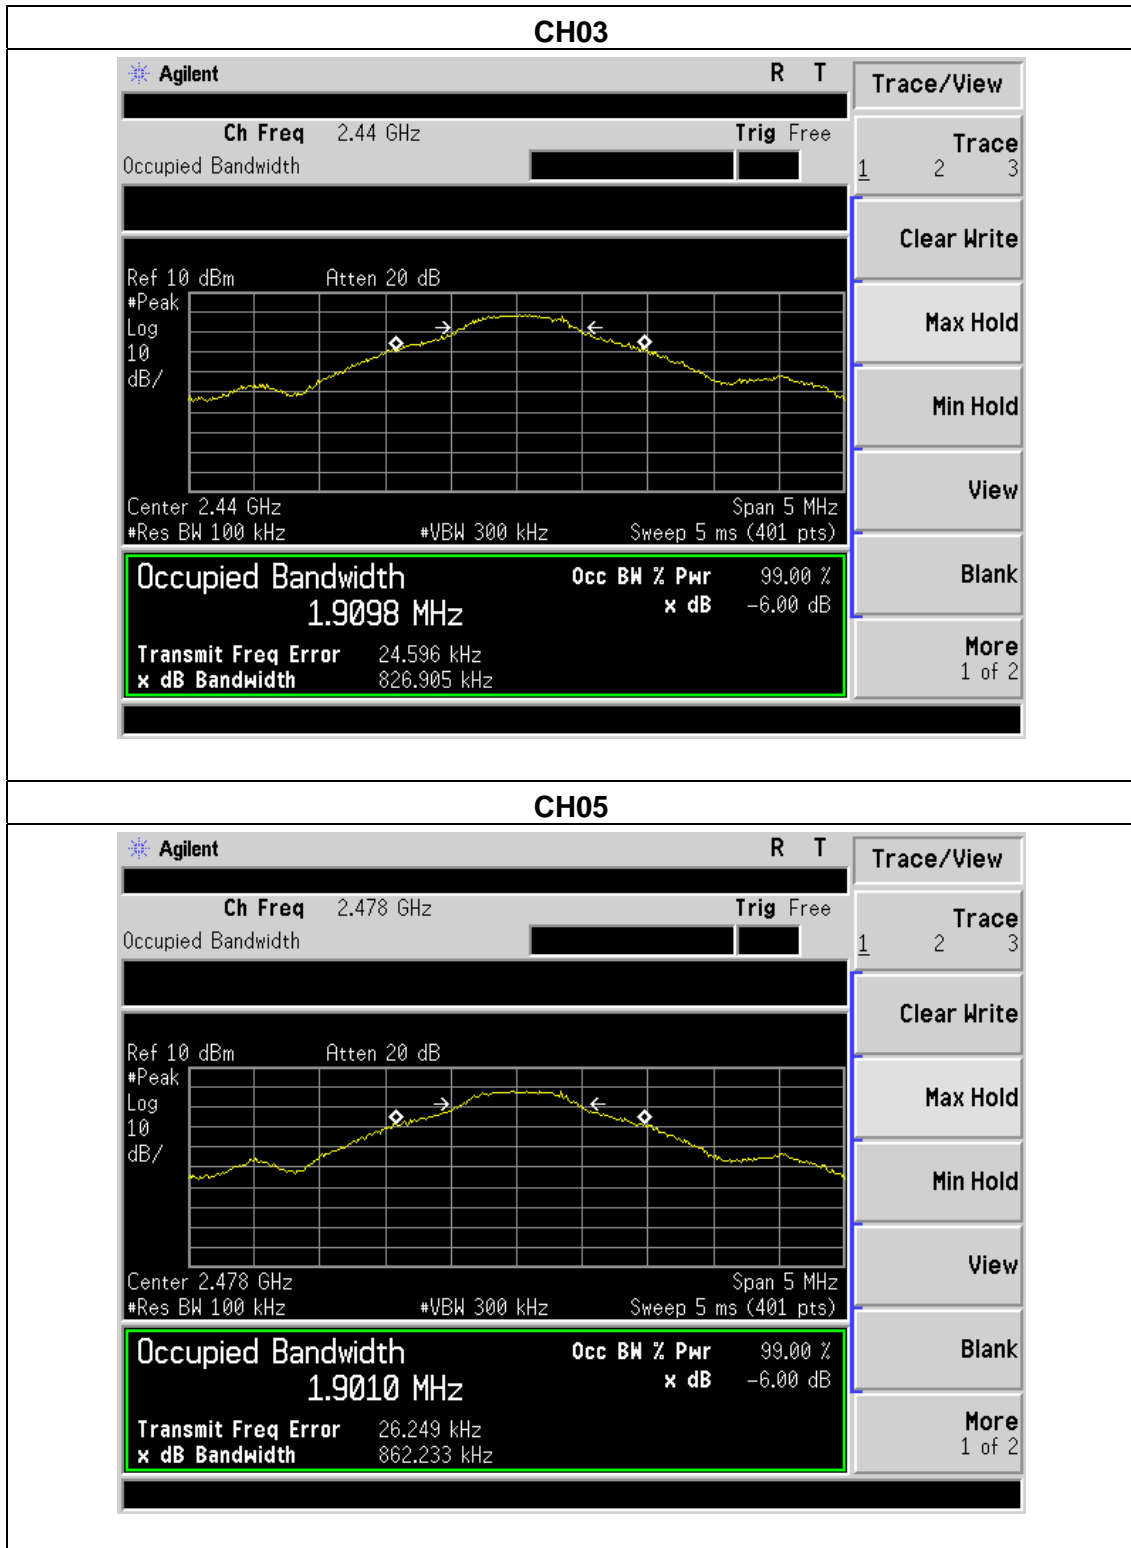 CH03
Agilent R T
Trace/View
Ch Freq 2.44 GHz Trig Free
Occupied Bandwidth
Trace
1 2 3
Clear Write
Ref 10 dBm Atten 20 dB
#Peak
Log
10
dB/
Max Hold
Min Hold
View
Center 2.44 GHz Span 5 MHz
#Res BW 100 kHz #VBW 300 kHz Sweep 5 ms (401 pts)
Occupied Bandwidth Occ BW % Pwr 99.00 %
1.9098 MHz x dB -6.00 dB
Blank
Transmit Freq Error 24.596 kHz
x dB Bandwidth 826.905 kHz
More
1 of 2
CH05
Agilent R T
Trace/View
Ch Freq 2.478 GHz Trig Free
Occupied Bandwidth
Trace
1 2 3
Clear Write
Ref 10 dBm Atten 20 dB
#Peak
Log
10
dB/
Max Hold
Min Hold
View
Center 2.478 GHz Span 5 MHz
#Res BW 100 kHz #VBW 300 kHz Sweep 5 ms (401 pts)
Occupied Bandwidth Occ BW % Pwr 99.00 %
1.9010 MHz x dB -6.00 dB
Blank
Transmit Freq Error 26.249 kHz
x dB Bandwidth 862.233 kHz
More
1 of 2